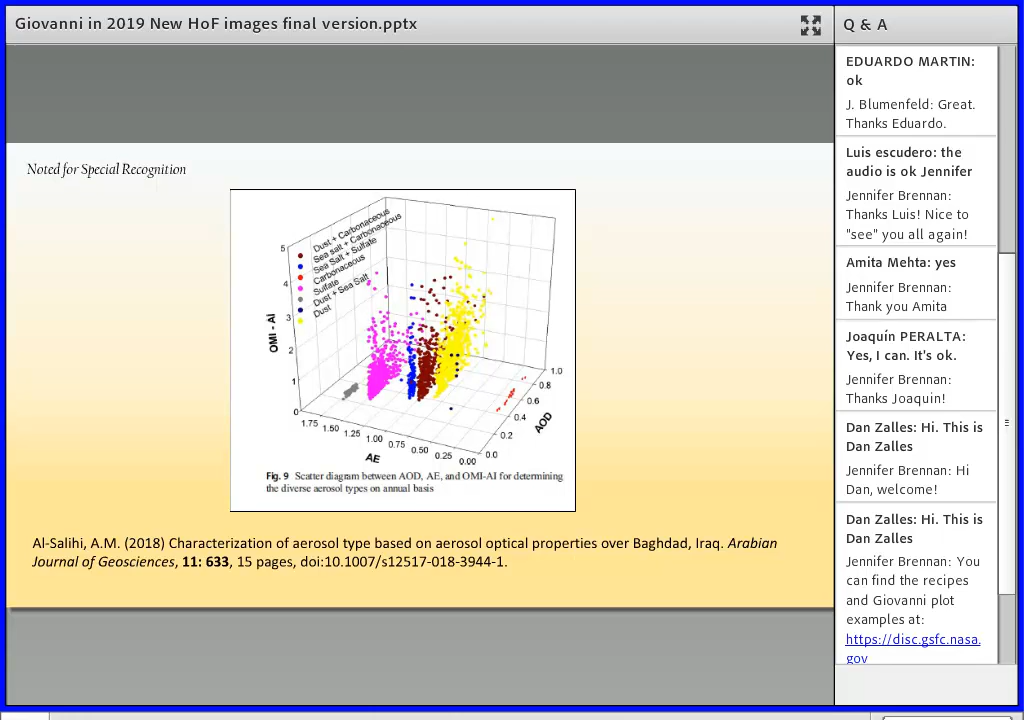 Giovanni in 2019 New HoF images final version.pptx
Noted for Special Recognition
Dust + Carbonaceous
Sea salt + Carbonaceous
Sea Salt + Sulfate
Carbonaceous
Sulfate
Dust + Sea Salt
Dust
5
4
3
2
1
0
OMI - AI
1.75 1.50 1.25 1.00 0.75 0.50 0.25 0.00
AE
0.0 0.2 0.4 0.6 0.8 1.0
AOD
Fig. 9 Scatter diagram between AOD, AE, and OMI-AI for determining
the diverse aerosol types on annual basis
Al-Salihi, A.M. (2018) Characterization of aerosol type based on aerosol optical properties over Baghdad, Iraq. Arabian
Journal of Geosciences, 11: 633, 15 pages, doi:10.1007/s12517-018-3944-1.
Q & A
EDUARDO MARTIN:
ok
J. Blumenfeld: Great.
Thanks Eduardo.
Luis escudero: the
audio is ok Jennifer
Jennifer Brennan:
Thanks Luis! Nice to
"see" you all again!
Amita Mehta: yes
Jennifer Brennan:
Thank you Amita
Joaquín PERALTA:
Yes, I can. It's ok.
Jennifer Brennan:
Thanks Joaquin!
Dan Zalles: Hi. This is
Dan Zalles
Jennifer Brennan: Hi
Dan, welcome!
Dan Zalles: Hi. This is
Dan Zalles
Jennifer Brennan: You
can find the recipes
and Giovanni plot
examples at:
https://disc.gsfc.nasa.
gov